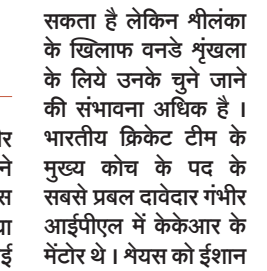 सकता है लेकिन श्रीलंका
के खिलाफ वनडे शृंखला
के लिये उनके चुने जाने
की संभावना अधिक है ।
भारतीय क्रिकेट टीम के
मुख्य कोच के पद के
सबसे प्रबल दावेदार गंभीर
आईपीएल में केकेआर के
मेंटोर थे । श्रेयस को ईशान